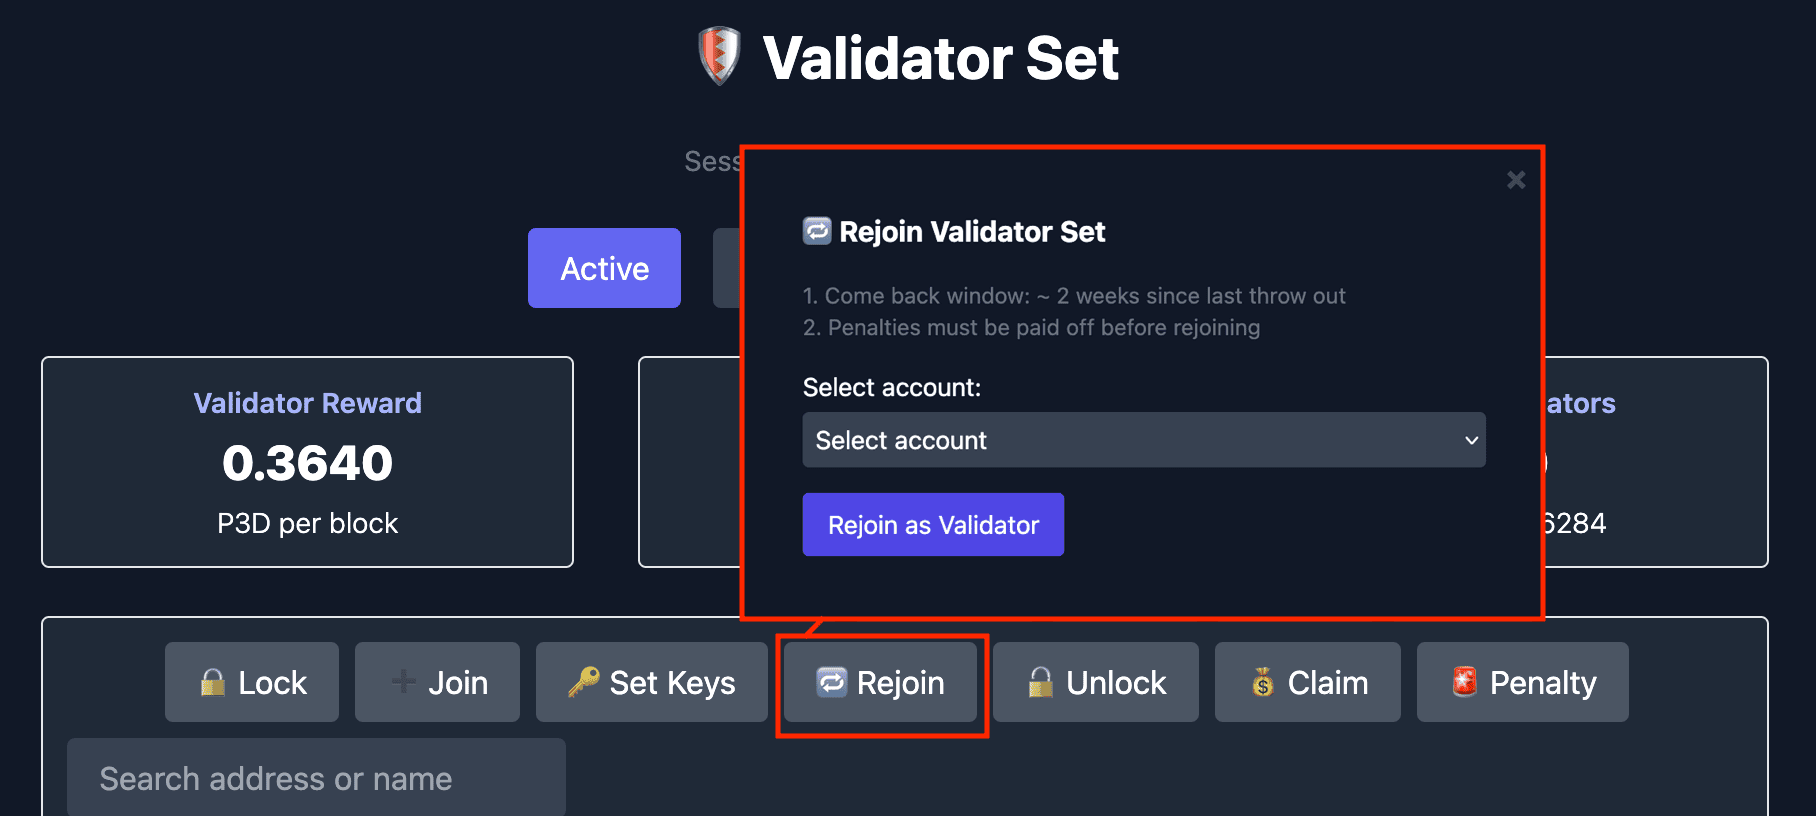 Validator Set
Sess
Rejoin Validator Set
1. Come back window: ~ 2 weeks since last throw out
2. Penalties must be paid off before rejoining
Select account:
Select account
Rejoin as Validator
Active
Validator Reward
0.3640
P3D per block
ators
6284
Lock
Join
Set Keys
Rejoin
Unlock
Claim
Penalty
Search address or name